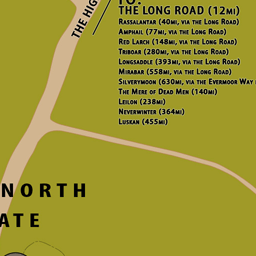 TO:
THE LONG ROAD (12MI)
RASSALANTAR (40MI, VIA THE LONG ROAD)
AMPHAIL (77MI, VIA THE LONG ROAD)
RED LARCH (148MI, VIA THE LONG ROAD)
TRIBOAR (280MI, VIA THE LONG ROAD)
LONGSADDLE (393MI, VIA THE LONG ROAD)
MIRABAR (558MI, VIA THE LONG ROAD)
SILVERYMOON (630MI, VIA THE EVERMOOR WAY
THE MERE OF DEAD MEN (140MI)
LEILON (238MI)
NEVERWINTER (364MI)
LUSKAN (455MI)
THE HIG
NORTH
ATE